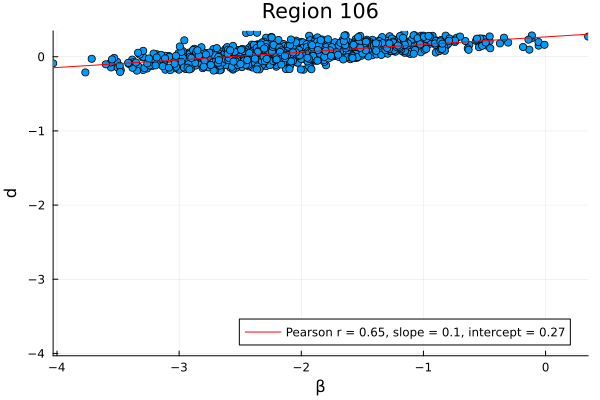 Region 106
d
0
−1
−2
−3
−4
Pearson r = 0.65, slope = 0.1, intercept = 0.27
−4 −3 −2 −1 0
β